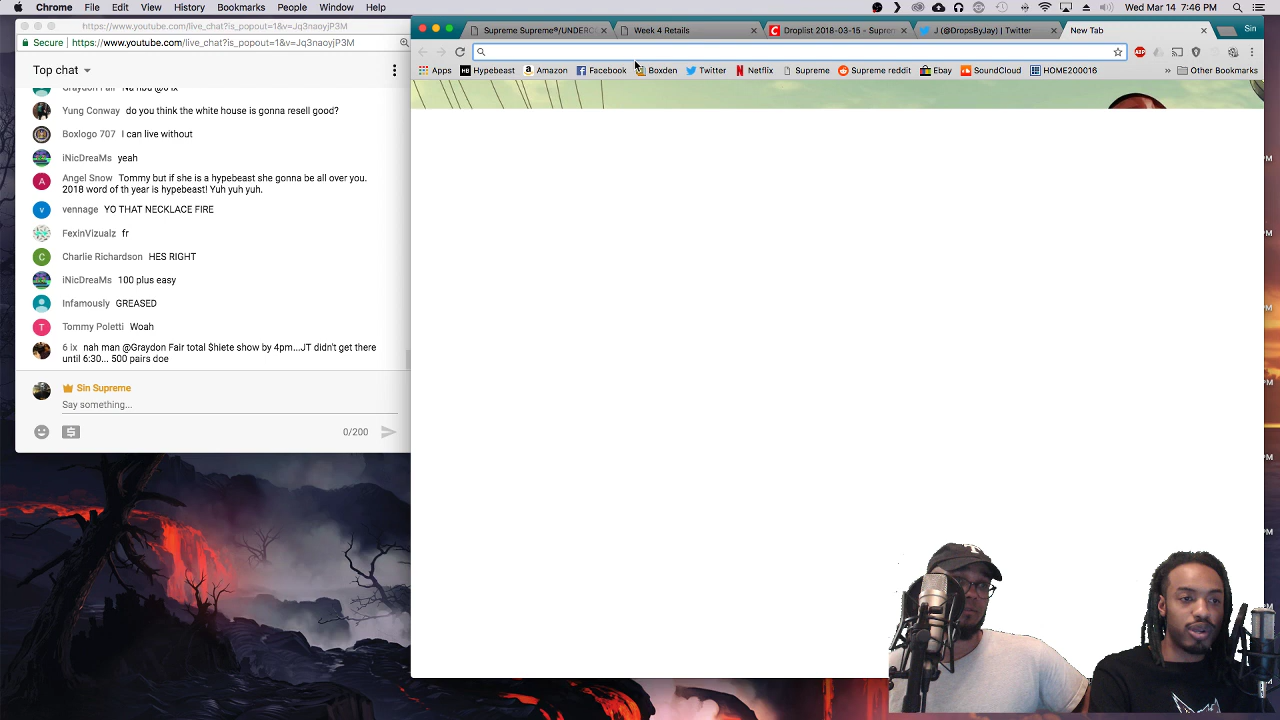 Chrome File Edit View History Bookmarks People Window Help
Wed Mar 14 7:46 PM
https://www.youtube.com/live_chat?is_popout=1&v=Jq3naoyjP3M
Secure https://www.youtube.com/live_chat?is_popout=1&v=Jq3naoyjP3M
Top chat
Yung Conway do you think the white house is gonna resell good?
Boxlogo 707 I can live without
iNicDreaMs yeah
Angel Snow Tommy but if she is a hypebeast she gonna be all over you.
2018 word of th year is hypebeast! Yuh yuh yuh.
vennage YO THAT NECKLACE FIRE
FexinVizualz fr
Charlie Richardson HES RIGHT
iNicDreaMs 100 plus easy
Infamously GREASED
Tommy Poletti Woah
6 lx nah man @Graydon Fair total $hiete show by 4pm...JT didn't get there
until 6:30... 500 pairs doe
Sin Supreme
Say something...
0/200
Supreme Supreme®/UNDERC Week 4 Retails Droplist 2018-03-15 - Suprem J (@DropsByJay) | Twitter New Tab Sin
Apps Hypebeast Amazon Facebook Boxden Twitter Netflix Supreme Supreme reddit Ebay SoundCloud HOME200016 » Other Bookmarks